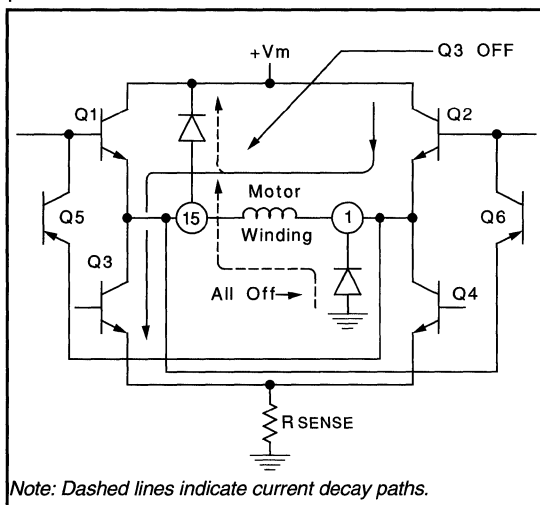 +Vm
Q3 OFF
Q1
Q2
Motor
15
1
Winding
Q5
Q6
Q3
Q4
All Off
RSENSE
Note: Dashed lines indicate current decay paths.